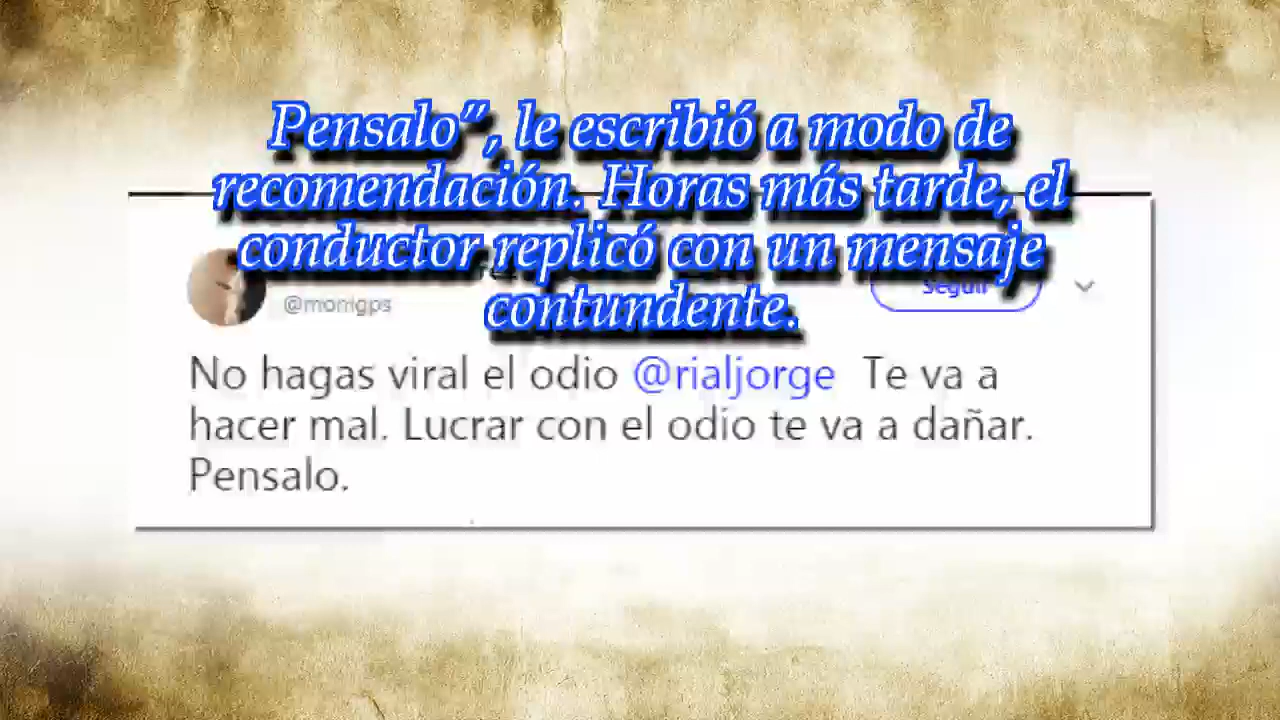 Pensalo”, le escribió a modo de
recomendación. Horas más tarde, el
conductor replicó con un mensaje
contundente.
@monigps
Seguir
No hagas viral el odio @rialjorge Te va a
hacer mal. Lucrar con el odio te va a dañar.
Pensalo.